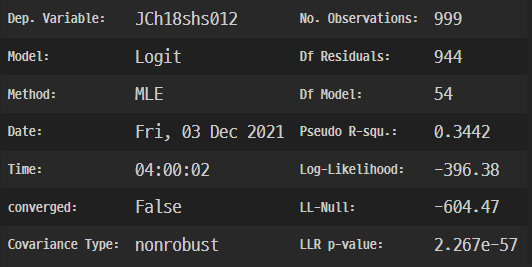 Dep. Variable: JCh18shs012 No. Observations: 999
Model: Logit Df Residuals: 944
Method: MLE Df Model: 54
Date: Fri, 03 Dec 2021 Pseudo R-squ.: 0.3442
Time: 04:00:02 Log-Likelihood: -396.38
converged: False LL-Null: -604.47
Covariance Type: nonrobust LLR p-value: 2.267e-57